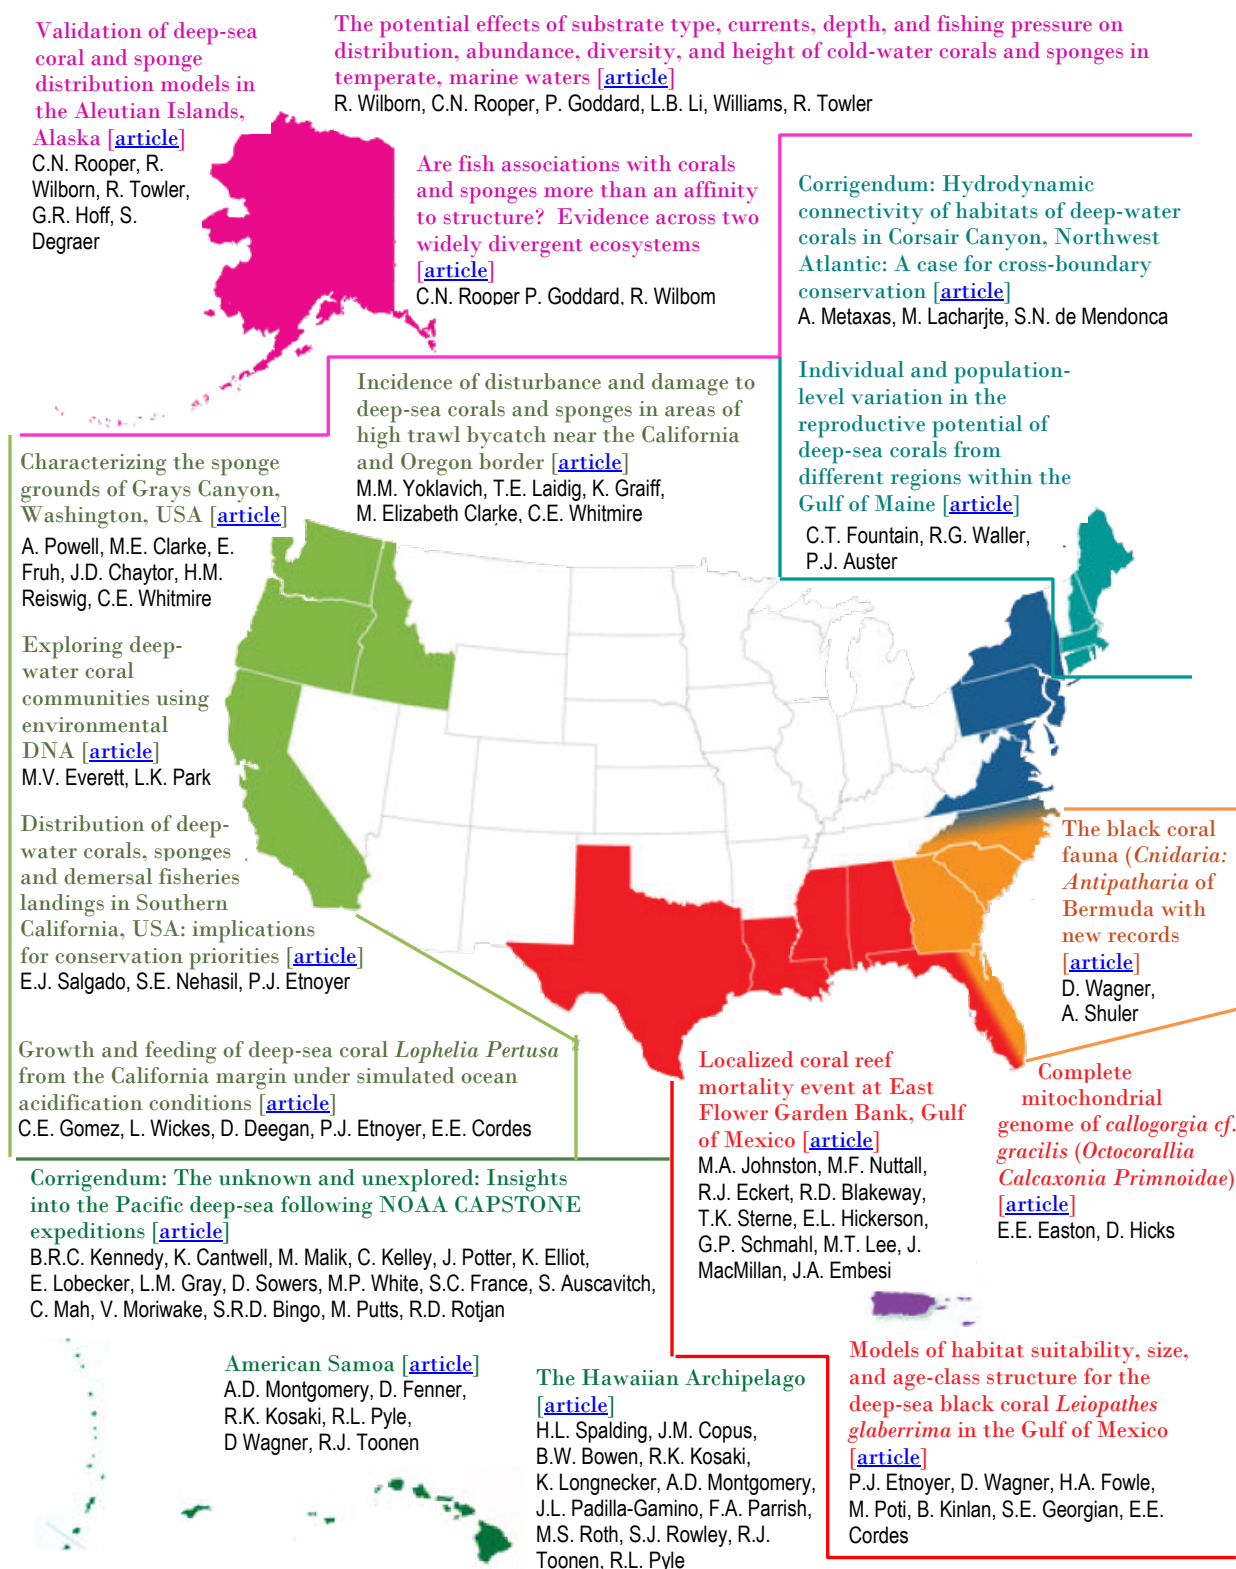 Validation of deep-sea
coral and sponge
distribution models in
the Aleutian Islands,
Alaska [article]
C.N. Rooper, R.
Wilborn, R. Towler,
G.R. Hoff, S.
Degraer
The potential effects of substrate type, currents, depth, and fishing pressure on
distribution, abundance, diversity, and height of cold-water corals and sponges in
temperate, marine waters [article]
R. Wilborn, C.N. Rooper, P. Goddard, L.B. Li, Williams, R. Towler
Are fish associations with corals
and sponges more than an affinity
to structure? Evidence across two
widely divergent ecosystems
[article]
C.N. Rooper P. Goddard, R. Wilbom
Corrigendum: Hydrodynamic
connectivity of habitats of deep-water
corals in Corsair Canyon, Northwest
Atlantic: A case for cross-boundary
conservation [article]
A. Metaxas, M. Lacharjte, S.N. de Mendonca
Individual and population-
level variation in the
reproductive potential of
deep-sea corals from
different regions within the
Gulf of Maine [article]
C.T. Fountain, R.G. Waller,
P.J. Auster
Incidence of disturbance and damage to
deep-sea corals and sponges in areas of
high trawl bycatch near the California
and Oregon border [article]
M.M. Yoklavich, T.E. Laidig, K. Graiff,
M. Elizabeth Clarke, C.E. Whitmire
Characterizing the sponge
grounds of Grays Canyon,
Washington, USA [article]
A. Powell, M.E. Clarke, E.
Fruh, J.D. Chaytor, H.M.
Reiswig, C.E. Whitmire
Exploring deep-
water coral
communities using
environmental
DNA [article]
M.V. Everett, L.K. Park
Distribution of deep-
water corals, sponges
and demersal fisheries
landings in Southern
California, USA: implications
for conservation priorities [article]
E.J. Salgado, S.E. Nehasil, P.J. Etnoyer
Growth and feeding of deep-sea coral Lophelia Pertusa
from the California margin under simulated ocean
acidification conditions [article]
C.E. Gomez, L. Wickes, D. Deegan, P.J. Etnoyer, E.E. Cordes
The black coral
fauna (Cnidaria:
Antipatharia of
Bermuda with
new records
[article]
D. Wagner,
A. Shuler
Localized coral reef
mortality event at East
Flower Garden Bank, Gulf
of Mexico [article]
M.A. Johnston, M.F. Nuttall,
R.J. Eckert, R.D. Blakeway,
T.K. Sterne, E.L. Hickerson,
G.P. Schmahl, M.T. Lee, J.
MacMillan, J.A. Embesi
Complete
mitochondrial
genome of callogorgia cf.
gracilis (Octocorallia
Calcaxonia Primnoidae)
[article]
E.E. Easton, D. Hicks
Corrigendum: The unknown and unexplored: Insights
into the Pacific deep-sea following NOAA CAPSTONE
expeditions [article]
B.R.C. Kennedy, K. Cantwell, M. Malik, C. Kelley, J. Potter, K. Elliot,
E. Lobecker, L.M. Gray, D. Sowers, M.P. White, S.C. France, S. Auscavitch,
C. Mah, V. Moriwake, S.R.D. Bingo, M. Putts, R.D. Rotjan
American Samoa [article]
A.D. Montgomery, D. Fenner,
R.K. Kosaki, R.L. Pyle,
D Wagner, R.J. Toonen
The Hawaiian Archipelago
[article]
H.L. Spalding, J.M. Copus,
B.W. Bowen, R.K. Kosaki,
K. Longnecker, A.D. Montgomery,
J.L. Padilla-Gamino, F.A. Parrish,
M.S. Roth, S.J. Rowley, R.J.
Toonen, R.L. Pyle
Models of habitat suitability, size,
and age-class structure for the
deep-sea black coral Leiopathes
glaberrima in the Gulf of Mexico
[article]
P.J. Etnoyer, D. Wagner, H.A. Fowle,
M. Poti, B. Kinlan, S.E. Georgian, E.E.
Cordes